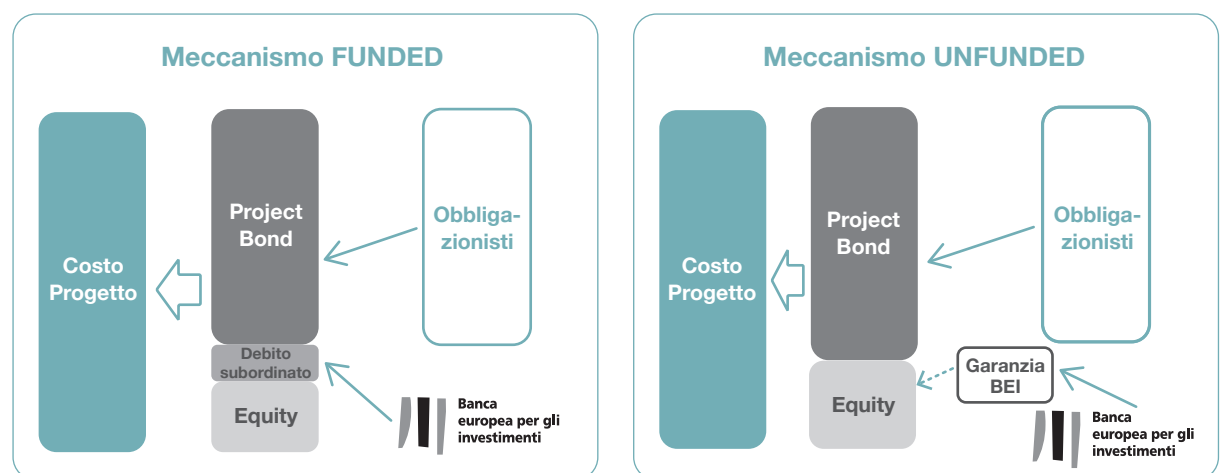 Meccanismo FUNDED
Costo
Progetto
Project
Bond
Obbliga-
zionisti
Debito
subordinato
Equity
Banca
europea per gli
investimenti
Meccanismo UNFUNDED
Costo
Progetto
Project
Bond
Obbliga-
zionisti
Garanzia
BEI
Equity
Banca
europea per gli
investimenti